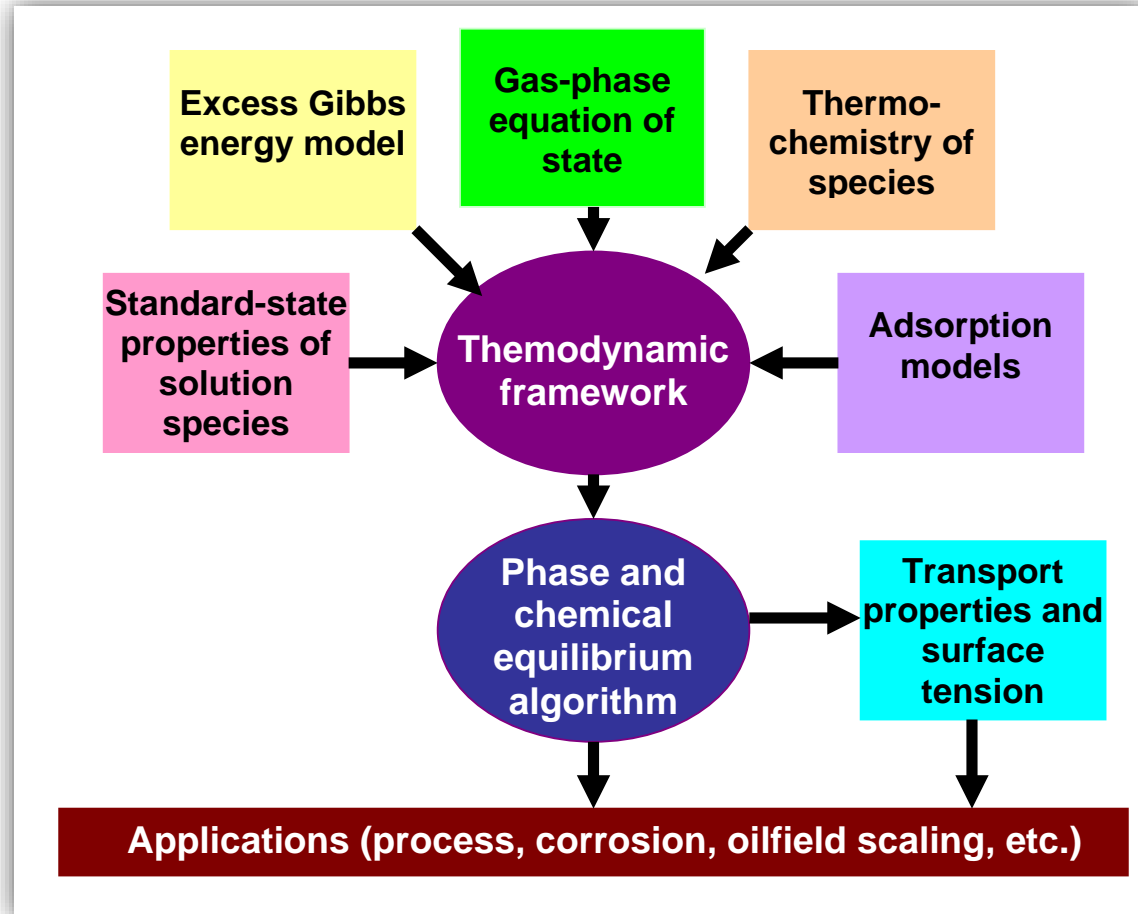 Excess Gibbs
energy model
Gas-phase
equation of
state
Thermo-
chemistry of
species
Standard-state
properties of
solution
species
Themodynamic
framework
Adsorption
models
Phase and
chemical
equilibrium
algorithm
Transport
properties and
surface
tension
Applications (process, corrosion, oilfield scaling, etc.)